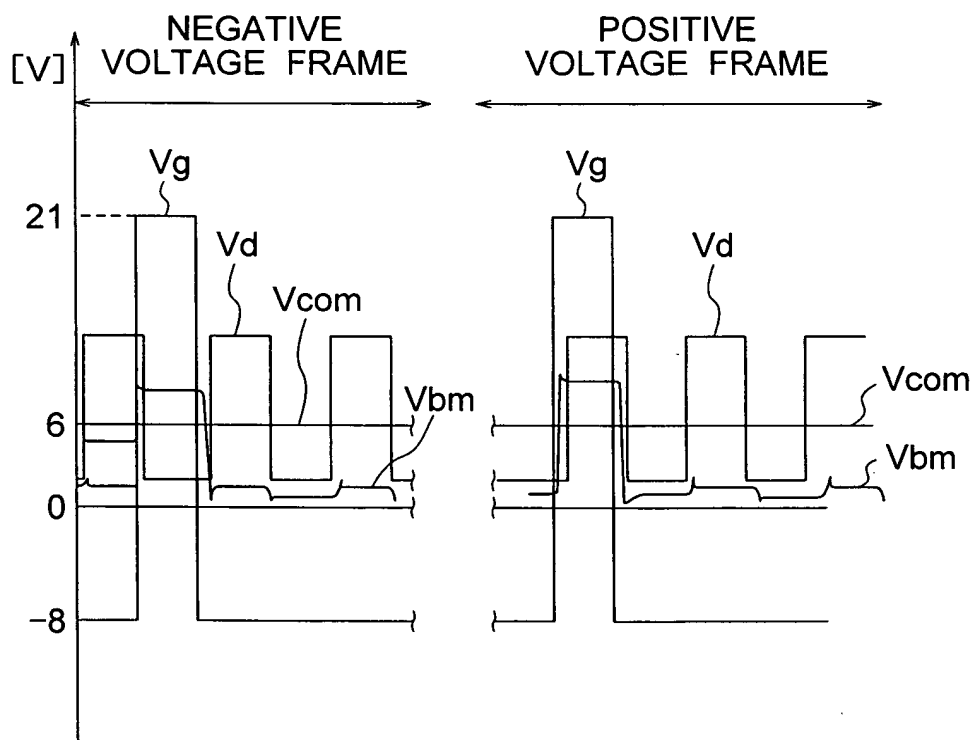 NEGATIVE
VOLTAGE FRAME
POSITIVE
VOLTAGE FRAME
[V]
Vg
Vg
21
Vd
Vd
Vcom
Vcom
Vbm
6
Vbm
0
−8